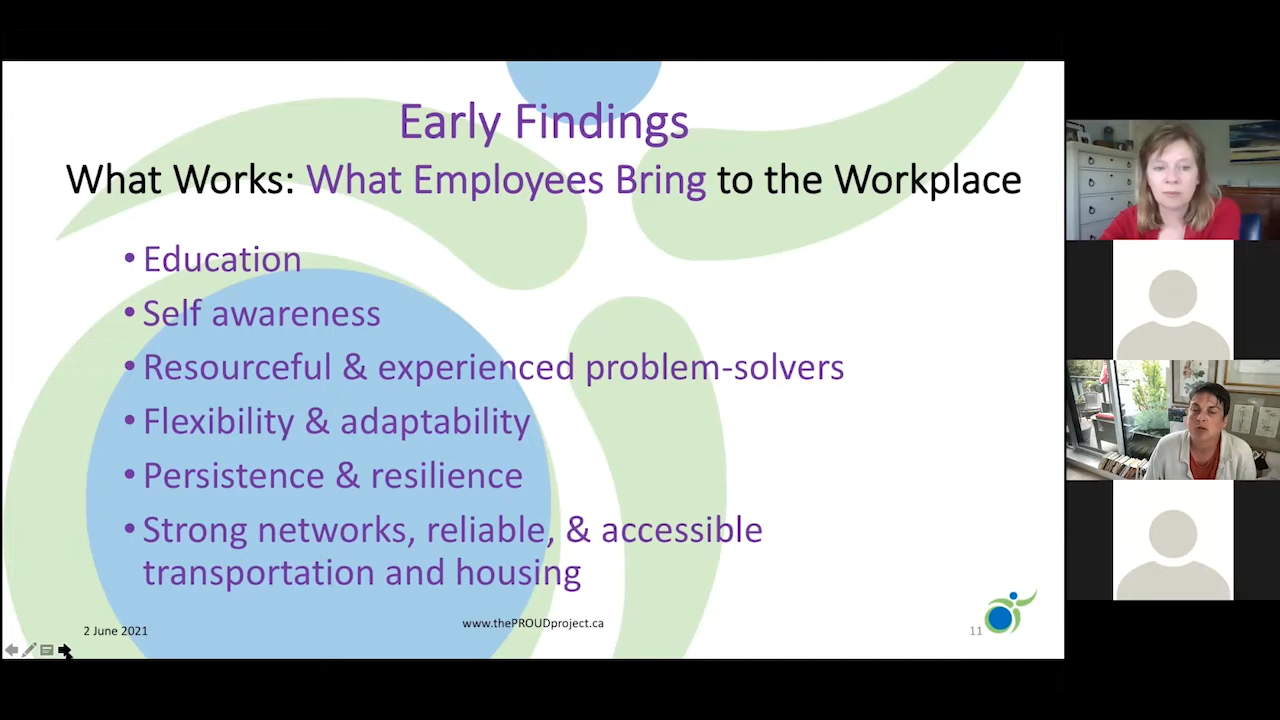 Early Findings
What Works: What Employees Bring to the Workplace
• Education
• Self awareness
• Resourceful & experienced problem-solvers
• Flexibility & adaptability
• Persistence & resilience
• Strong networks, reliable, & accessible
transportation and housing
2 June 2021
www.thePROUDproject.ca
11